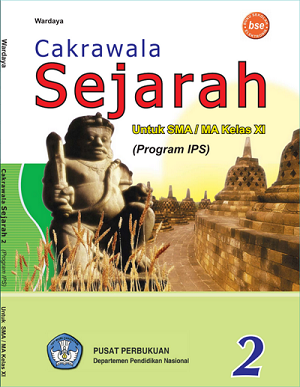 Wardaya
Cakrawala
Sejarah
Untuk SMA / MA Kelas XI
(Program IPS)
bse
PUSAT PERBUKUAN
Departemen Pendidikan Nasional
2
Wardaya
Cakrawala Sejarah 2
(Program IPS)
Untuk SMA / MA Kelas XI